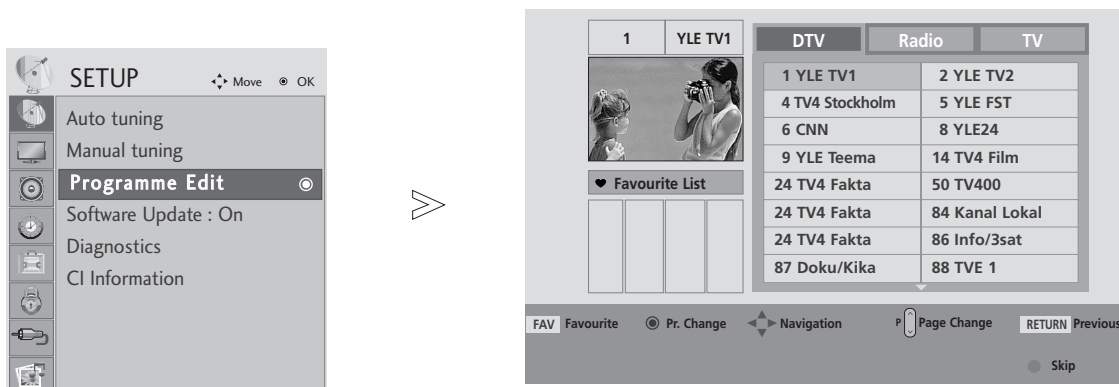 SETUP
Move OK
Auto tuning
Manual tuning
Programme Edit
Software Update : On
Diagnostics
CI Information
1 YLE TV1
Favourite List
DTV Radio TV
1 YLE TV1 2 YLE TV2
4 TV4 Stockholm 5 YLE FST
6 CNN 8 YLE24
9 YLE Teema 14 TV4 Film
24 TV4 Fakta 50 TV400
24 TV4 Fakta 84 Kanal Lokal
24 TV4 Fakta 86 Info/3sat
87 Doku/Kika 88 TVE 1
FAV Favourite Pr. Change Navigation P Page Change RETURN Previous
Skip